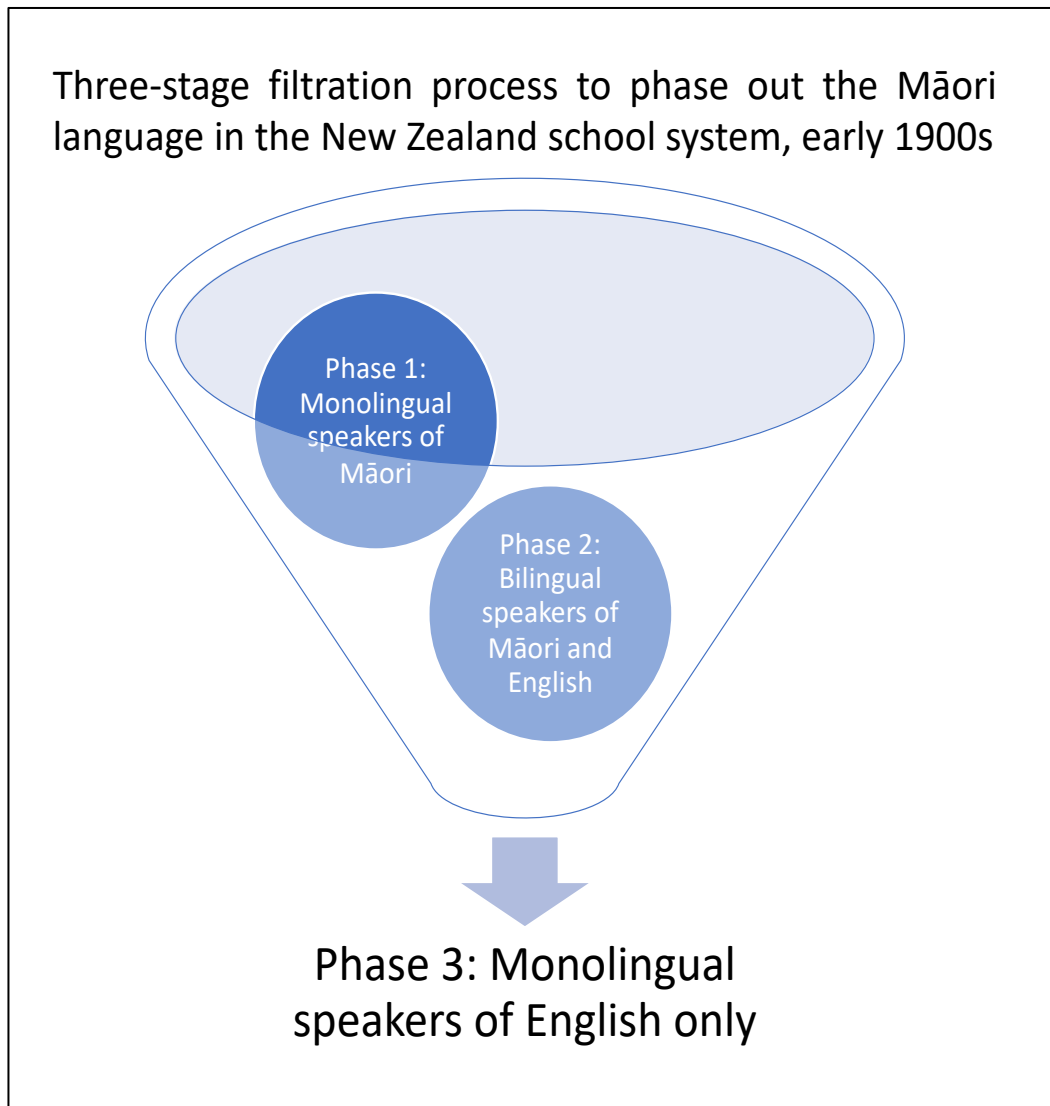 Three-stage filtration process to phase out the Māori
language in the New Zealand school system, early 1900s
Phase 1:
Monolingual
speakers of
Māori
Phase 2:
Bilingual
speakers of
Māori and
English
Phase 3: Monolingual
speakers of English only